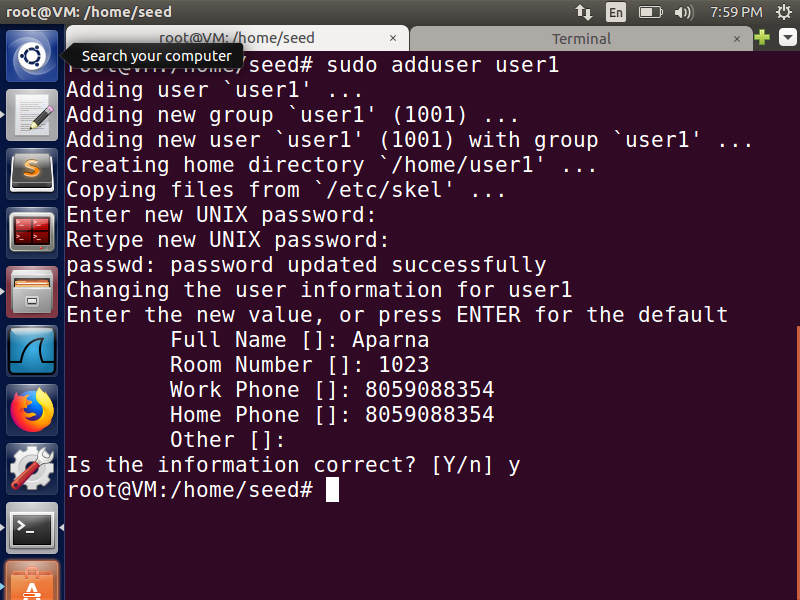 root@VM: /home/seed
En
7:59 PM
root@VM: /home/seed ×
Terminal ×
Search your computer
root@VM:/home/seed# sudo adduser user1
Adding user `user1' ...
Adding new group `user1' (1001) ...
Adding new user `user1' (1001) with group `user1' ...
Creating home directory `/home/user1' ...
Copying files from `/etc/skel' ...
Enter new UNIX password:
Retype new UNIX password:
passwd: password updated successfully
Changing the user information for user1
Enter the new value, or press ENTER for the default
Full Name []: Aparna
Room Number []: 1023
Work Phone []: 8059088354
Home Phone []: 8059088354
Other []:
Is the information correct? [Y/n] y
root@VM:/home/seed#